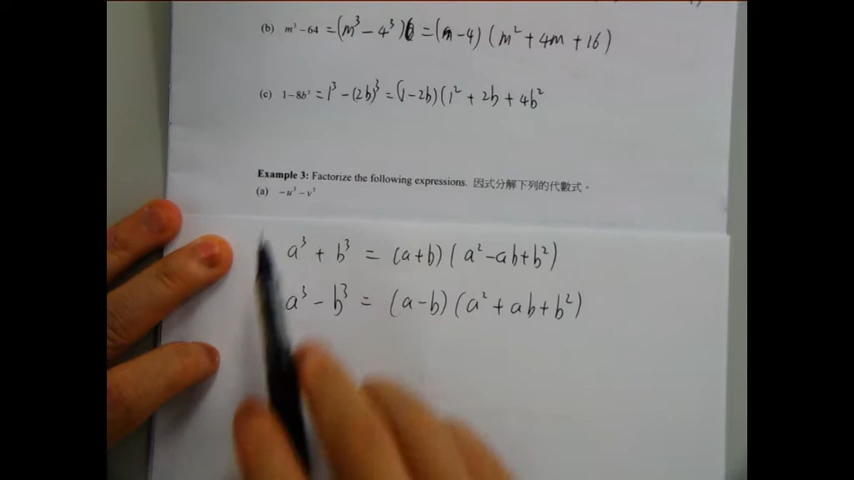 (b) m³ − 64 = (m³ − 4³) = (m − 4) ( m² + 4m + 16 )
(c) 1 − 8b³ = 1³ − (2b)³ = (1 − 2b) ( 1² + 2b + 4b²
Example 3: Factorize the following expressions. 因式分解下列的代數式。
(a) −u³ − v³
a³ + b³ = (a+b) ( a² − ab + b² )
a³ − b³ = (a − b) ( a² + ab + b² )